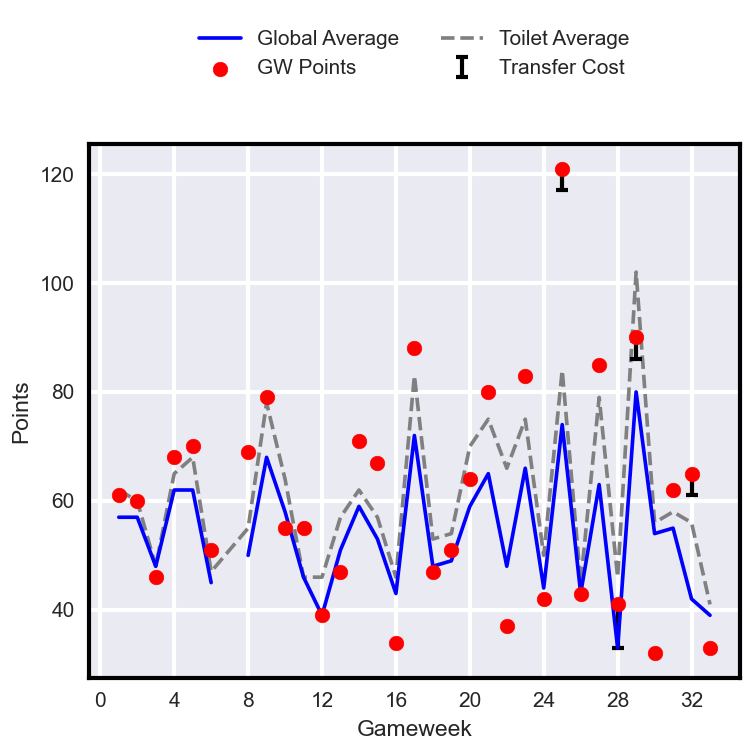 Global Average
Toilet Average
GW Points
Transfer Cost
120
100
80
60
40
Points
0 4 8 12 16 20 24 28 32
Gameweek